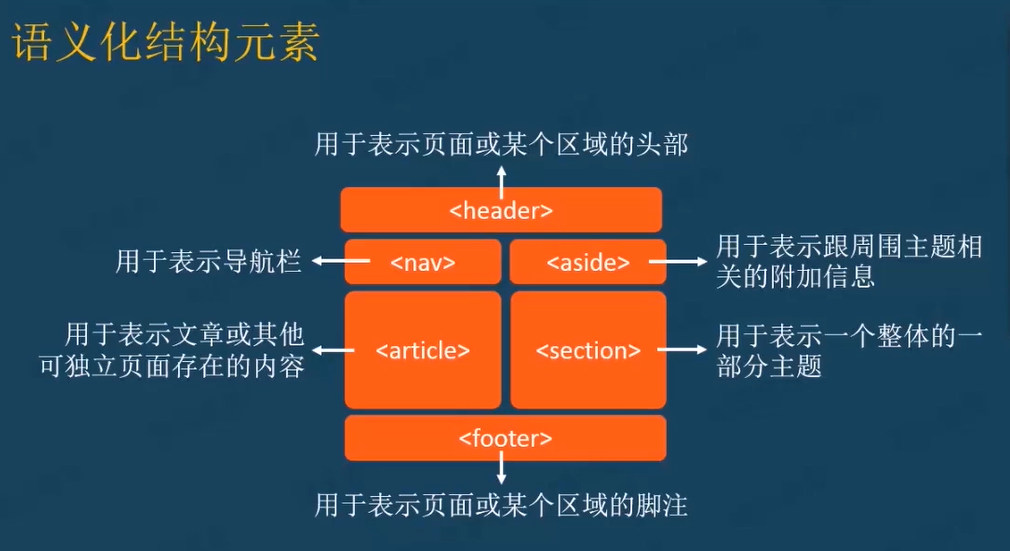 语义化结构元素
用于表示页面或某个区域的头部
<header>
用于表示导航栏
<nav>
<aside>
用于表示跟周围主题相
关的附加信息
用于表示文章或其他
可独立页面存在的内容
<article>
<section>
用于表示一个整体的一
部分主题
<footer>
用于表示页面或某个区域的脚注